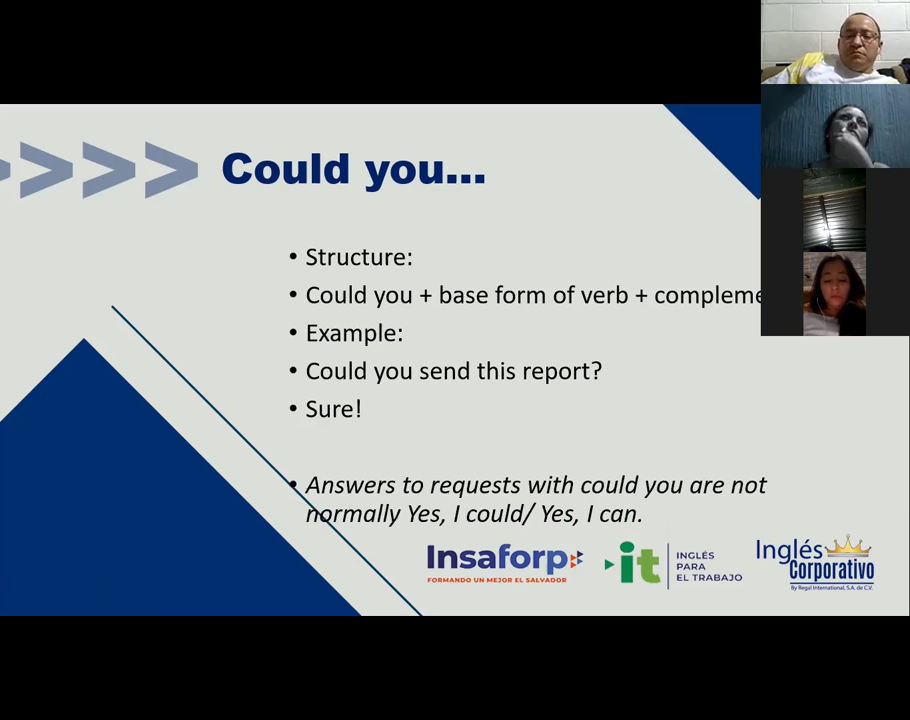 Could you...
• Structure:
• Could you + base form of verb + compleme
• Example:
• Could you send this report?
• Sure!
• Answers to requests with could you are not
normally Yes, I could/ Yes, I can.
Insaforp
FORMANDO UN MEJOR EL SALVADOR
it
INGLÉS
PARA
EL TRABAJO
Inglés
Corporativo
By Regal International, S.A. de C.V.